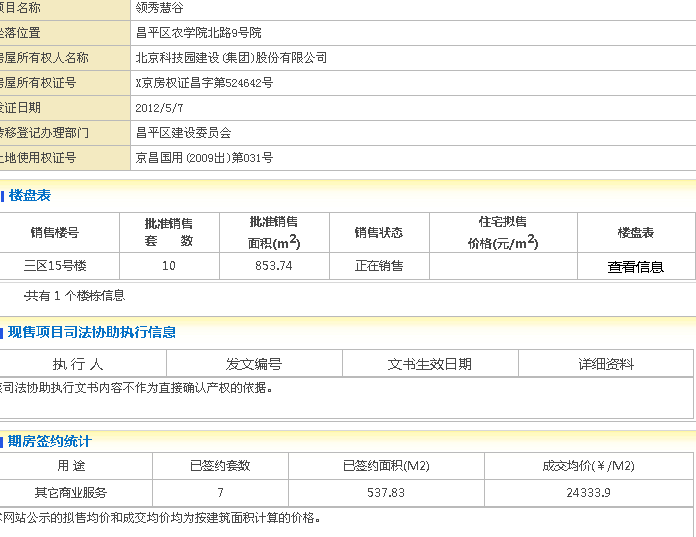 项目名称 领秀慧谷
坐落位置 昌平区农学院北路9号院
房屋所有权人名称 北京科技园建设(集团)股份有限公司
房屋所有权证号 X京房权证昌字第524642号
发证日期 2012/5/7
转移登记办理部门 昌平区建设委员会
土地使用权证号 京昌国用(2009出)第031号
楼盘表
销售楼号 批准销售套 数 批准销售面积(m2) 销售状态 住宅拟售价格(元/m2) 楼盘表
三区15号楼 10 853.74 正在销售 查看信息
·共有 1 个楼栋信息
现售项目司法协助执行信息
执 行 人 发文编号 文书生效日期 详细资料
司法协助执行文书内容不作为直接确认产权的依据。
期房签约统计
用 途 已签约套数 已签约面积(M2) 成交均价(￥/M2)
其它商业服务 7 537.83 24333.9
本网站公示的拟售均价和成交均价均为按建筑面积计算的价格。